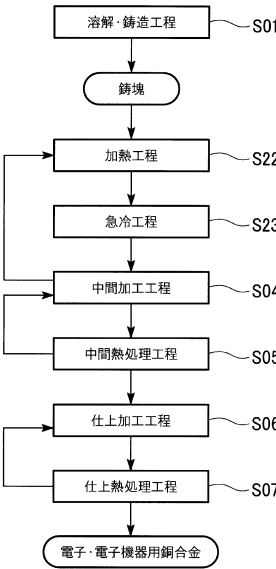 溶解・鋳造工程 S01
鋳塊
加熱工程 S22
急冷工程 S23
中間加工工程 S04
中間熱処理工程 S05
仕上加工工程 S06
仕上熱処理工程 S07
電子・電子機器用銅合金